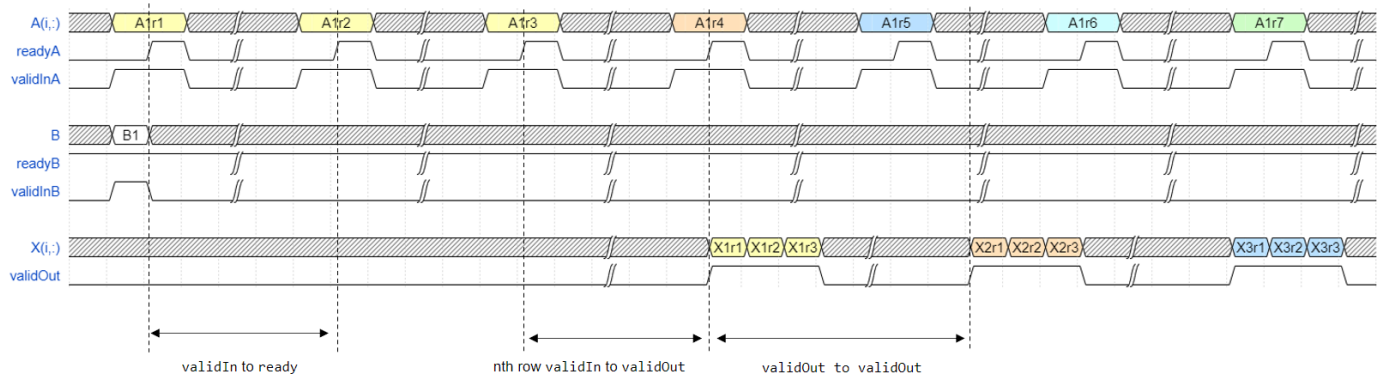 A(i,:) A1r1 A1r2 A1r3 A1r4 A1r5 A1r6 A1r7
readyA
validInA
B B1
readyB
validInB
X(i,:) X1r1 X1r2 X1r3 X2r1 X2r2 X2r3 X3r1 X3r2 X3r3
validOut
validIn to ready nth row validIn to validOut validOut to validOut